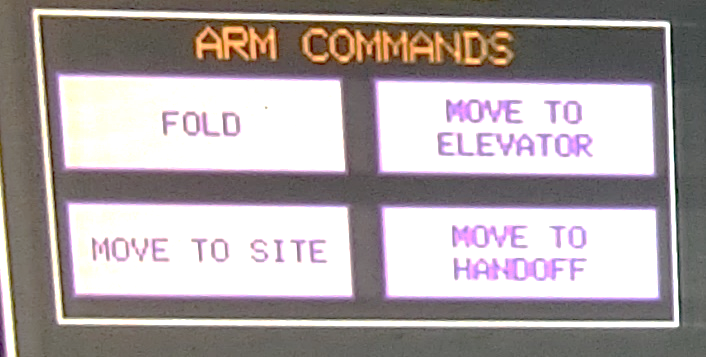 ARM COMMANDS
FOLD
MOVE TO
ELEVATOR
MOVE TO SITE
MOVE TO
HANDOFF